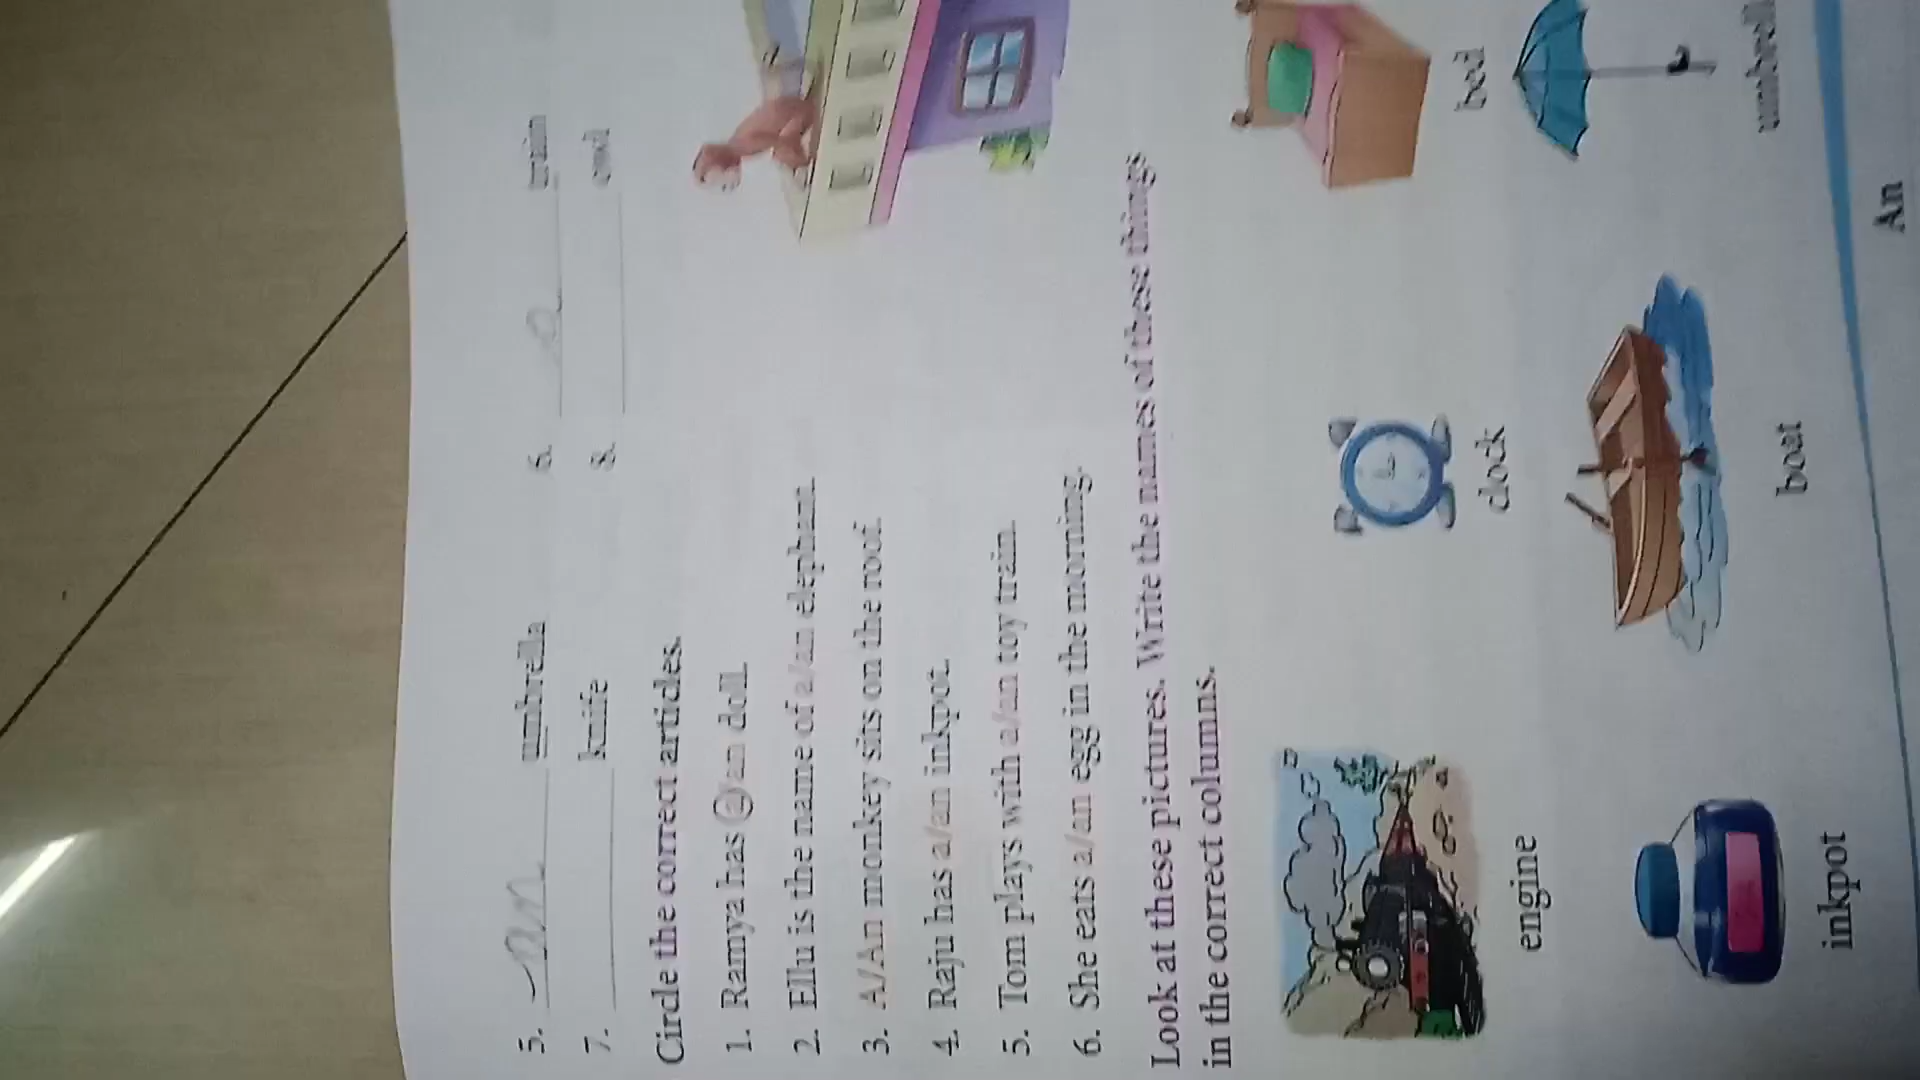 5. an umbrella 6. a train
7. knife 8. owl
Circle the correct articles.
1. Ramya has a/an doll.
2. Ellu is the name of a/an elephant.
3. A/An monkey sits on the roof.
4. Raju has a/an inkpot.
5. Tom plays with a/an toy train.
6. She eats a/an egg in the morning.
Look at these pictures. Write the names of these things
in the correct columns.
engine clock bed
inkpot boat umbrella
An